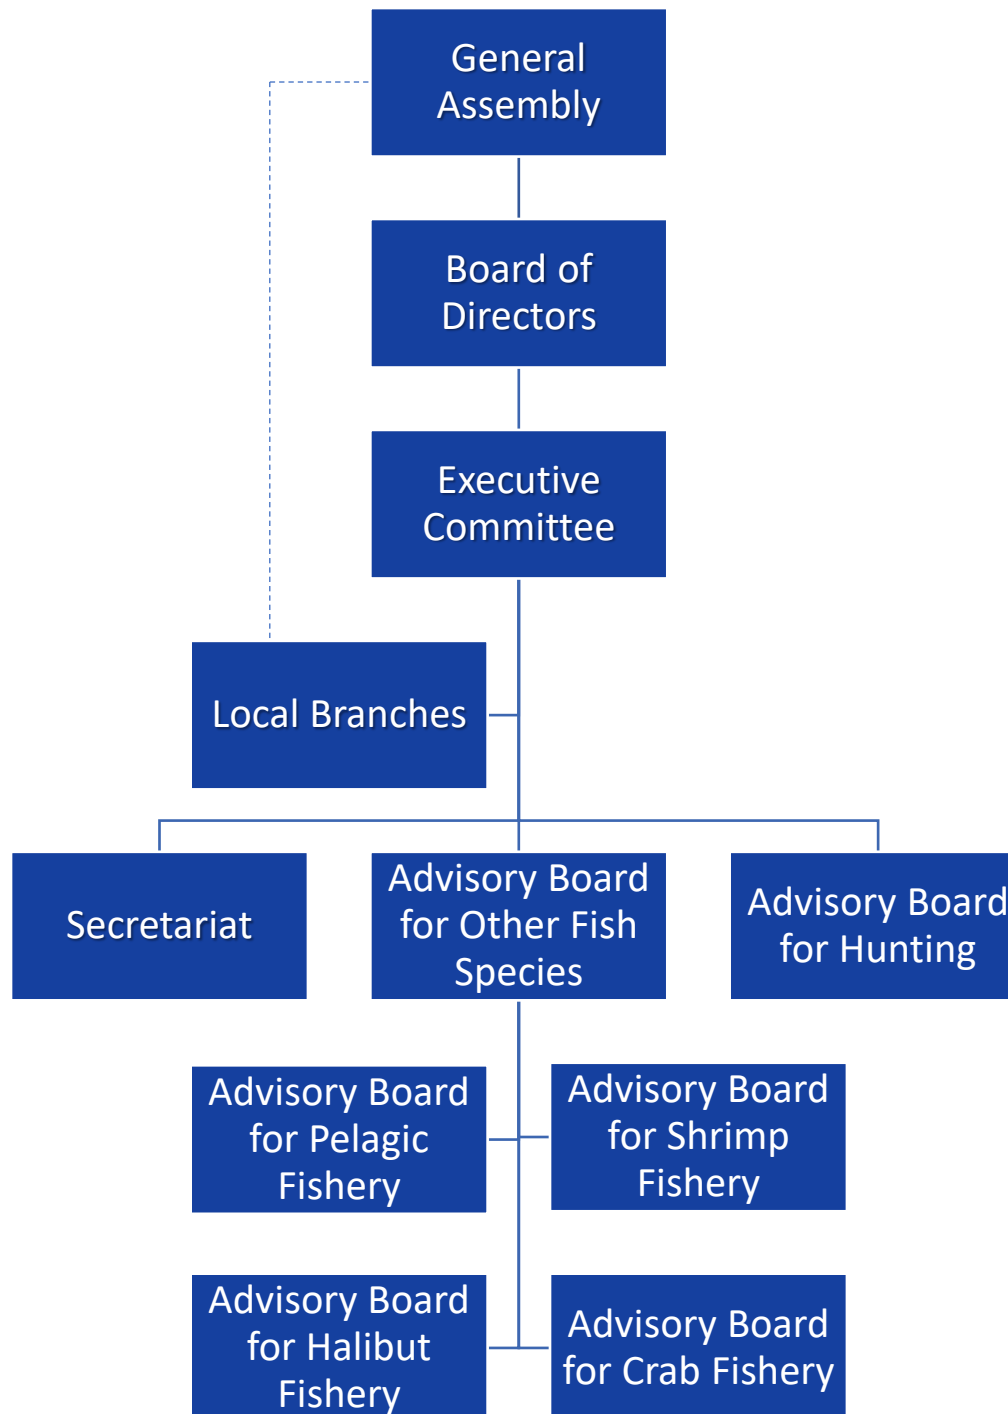 General
Assembly
Board of
Directors
Executive
Committee
Local Branches
Secretariat
Advisory Board
for Other Fish
Species
Advisory Board
for Hunting
Advisory Board
for Pelagic
Fishery
Advisory Board
for Shrimp
Fishery
Advisory Board
for Halibut
Fishery
Advisory Board
for Crab Fishery